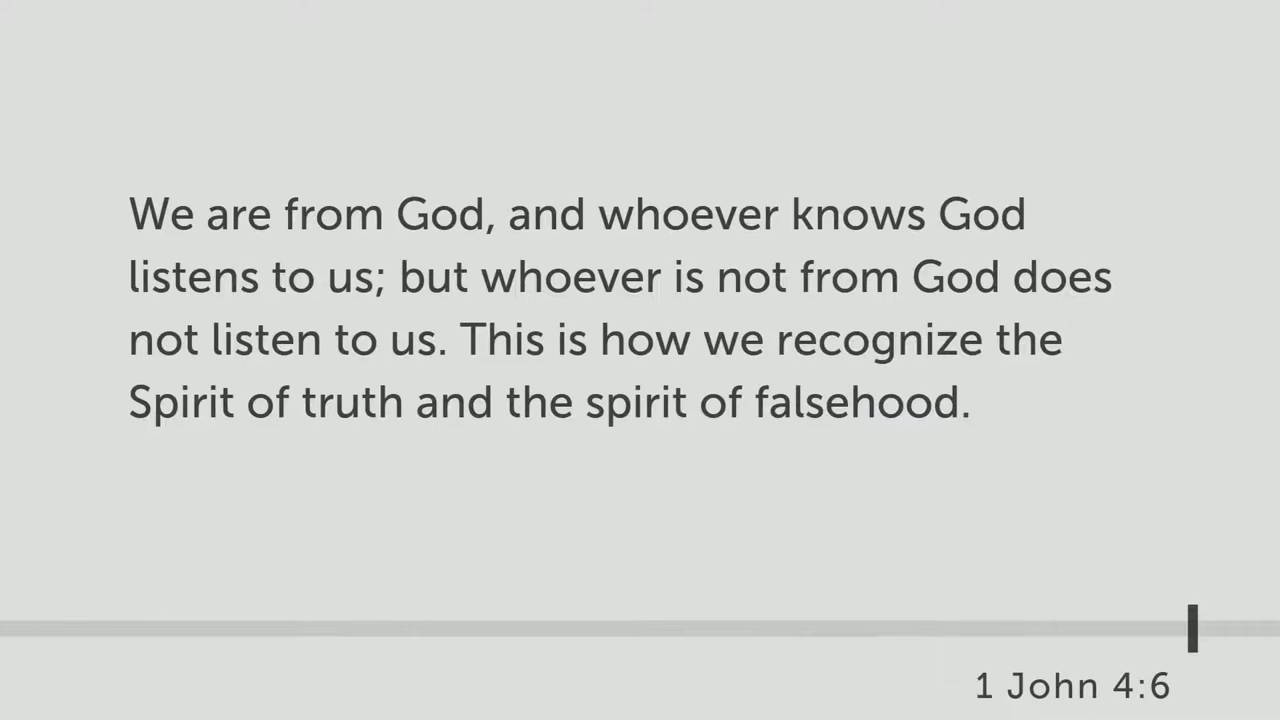 We are from God, and whoever knows God
listens to us; but whoever is not from God does
not listen to us. This is how we recognize the
Spirit of truth and the spirit of falsehood.
1 John 4:6